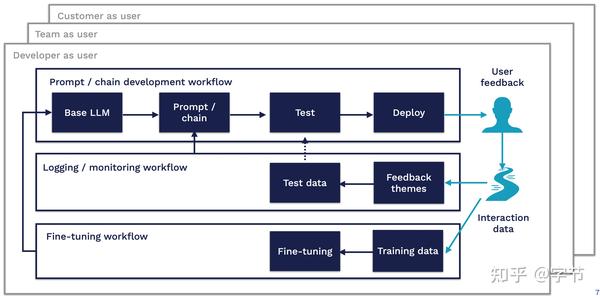 Customer as user
Team as user
Developer as user
Prompt / chain development workflow
User
feedback
Base LLM
Prompt /
chain
Test
Deploy
Logging / monitoring workflow
Test data
Feedback
themes
Interaction
data
Fine-tuning workflow
Fine-tuning
Training data
知乎 @字节
7